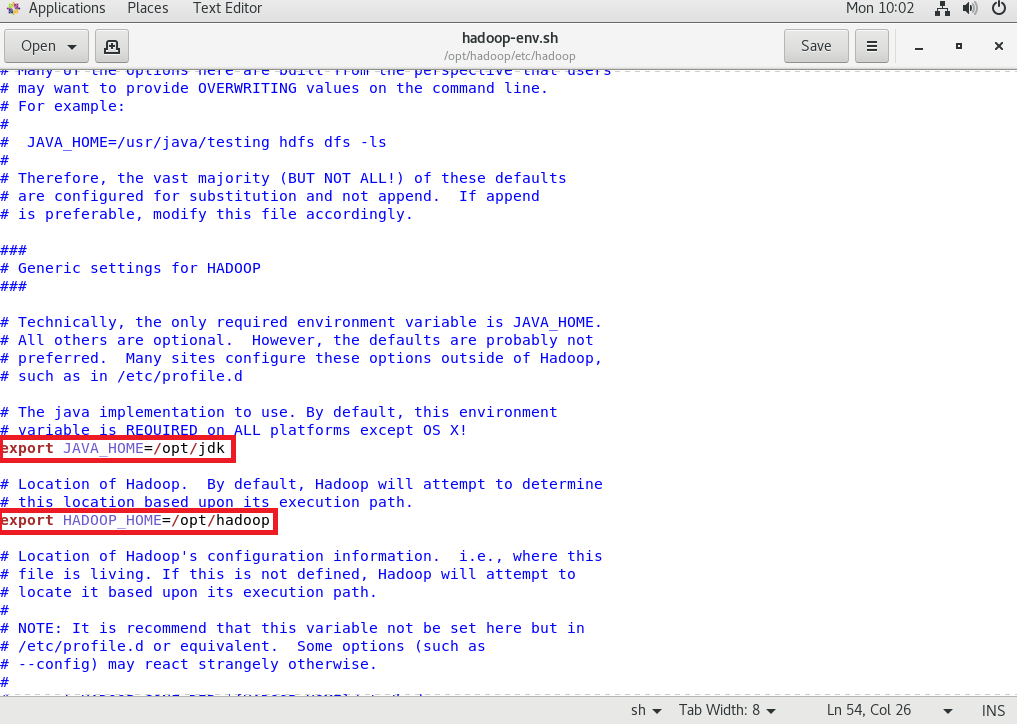 Applications Places Text Editor Mon 10:02
Open hadoop-env.sh Save
/opt/hadoop/etc/hadoop
# Many of the options here are built from the perspective that users
# may want to provide OVERWRITING values on the command line.
# For example:
#
#  JAVA_HOME=/usr/java/testing hdfs dfs -ls
#
# Therefore, the vast majority (BUT NOT ALL!) of these defaults
# are configured for substitution and not append.  If append
# is preferable, modify this file accordingly.
###
# Generic settings for HADOOP
###
# Technically, the only required environment variable is JAVA_HOME.
# All others are optional.  However, the defaults are probably not
# preferred.  Many sites configure these options outside of Hadoop,
# such as in /etc/profile.d
# The java implementation to use. By default, this environment
# variable is REQUIRED on ALL platforms except OS X!
export JAVA_HOME=/opt/jdk
# Location of Hadoop.  By default, Hadoop will attempt to determine
# this location based upon its execution path.
export HADOOP_HOME=/opt/hadoop
# Location of Hadoop's configuration information.  i.e., where this
# file is living. If this is not defined, Hadoop will attempt to
# locate it based upon its execution path.
#
# NOTE: It is recommend that this variable not be set here but in
# /etc/profile.d or equivalent.  Some options (such as
# --config) may react strangely otherwise.
#
sh Tab Width: 8 Ln 54, Col 26 INS